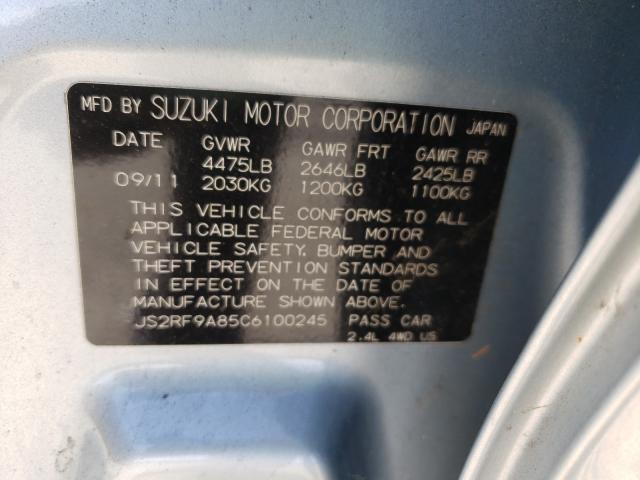 MFD BY SUZUKI MOTOR CORPORATION JAPAN
DATE GVWR GAWR FRT GAWR RR
4475LB 2646LB 2425LB
09/11 2030KG 1200KG 1100KG
THIS VEHICLE CONFORMS TO ALL
APPLICABLE FEDERAL MOTOR
VEHICLE SAFETY, BUMPER AND
THEFT PREVENTION STANDARDS
IN EFFECT ON THE DATE OF
MANUFACTURE SHOWN ABOVE.
JS2RF9A85C6100245 PASS CAR
2.4L 4WD US